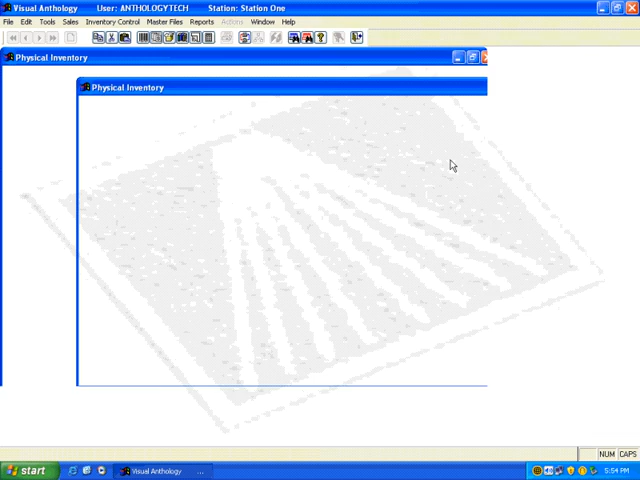 Visual Anthology User: ANTHOLOGYTECH Station: Station One
File Edit Tools Sales Inventory Control Master Files Reports Actions Window Help
Physical Inventory
Physical Inventory
NUM CAPS
start Visual Anthology ... 5:54 PM